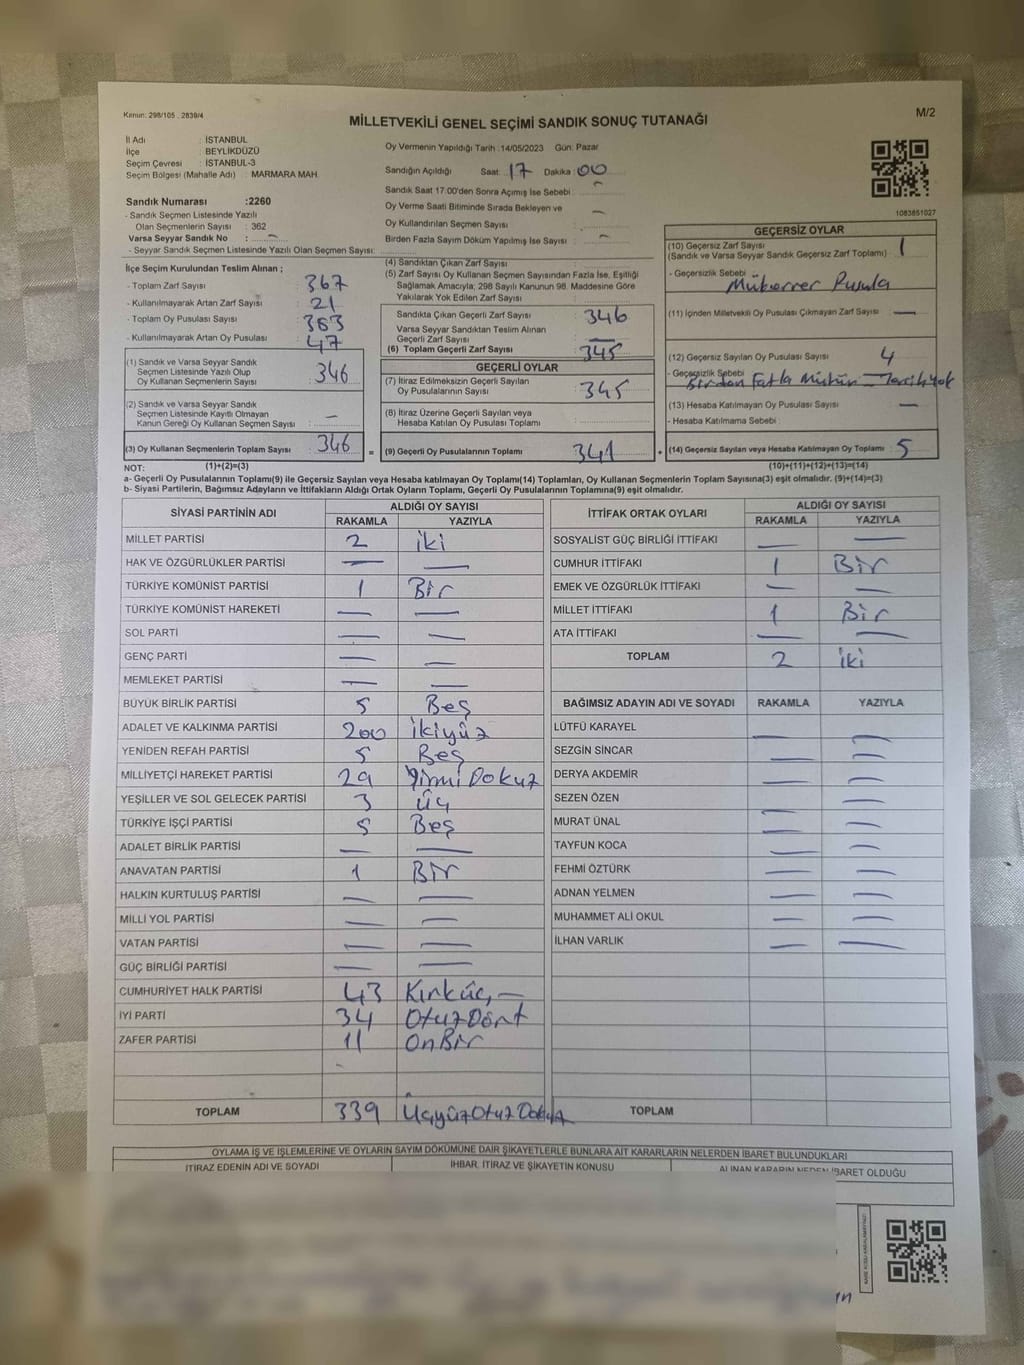 Kanun: 298/105 , 2839/4
M/2
MİLLETVEKİLİ GENEL SEÇİMİ SANDIK SONUÇ TUTANAĞI
İl Adı : İSTANBUL
İlçe : BEYLİKDÜZÜ
Seçim Çevresi : İSTANBUL-3
Seçim Bölgesi (Mahalle Adı) : MARMARA MAH.
Sandık Numarası :2260
- Sandık Seçmen Listesinde Yazılı
Olan Seçmenlerin Sayısı : 362
Varsa Seyyar Sandık No : –
- Seyyar Sandık Seçmen Listesinde Yazılı Olan Seçmen Sayısı:
İlçe Seçim Kurulundan Teslim Alınan ;
- Toplam Zarf Sayısı : 367
- Kullanılmayarak Artan Zarf Sayısı : 21
- Toplam Oy Pusulası Sayısı : 383
- Kullanılmayarak Artan Oy Pusulası : 47
(1) Sandık ve Varsa Seyyar Sandık
Seçmen Listesinde Yazılı Olup
Oy Kullanan Seçmenlerin Sayısı : 346
(2) Sandık ve Varsa Seyyar Sandık
Seçmen Listesinde Kayıtlı Olmayan
Kanun Gereği Oy Kullanan Seçmen Sayısı : –
(3) Oy Kullanan Seçmenlerin Toplam Sayısı : 346
Oy Vermenin Yapıldığı Tarih :14/05/2023 Gün: Pazar
Sandığın Açıldığı Saat: 17 Dakika : 00
Sandık Saat 17:00'den Sonra Açımış İse Sebebi : –
Oy Verme Saati Bitiminde Sırada Bekleyen ve
Oy Kullandırılan Seçmen Sayısı : –
Birden Fazla Sayım Döküm Yapılmış İse Sayısı : –
(4) Sandıktan Çıkan Zarf Sayısı :
(5) Zarf Sayısı Oy Kullanan Seçmen Sayısından Fazla İse, Eşitliği
Sağlamak Amacıyla; 298 Sayılı Kanunun 98. Maddesine Göre
Yakılarak Yok Edilen Zarf Sayısı :
Sandıkta Çıkan Geçerli Zarf Sayısı : 346
Varsa Seyyar Sandıktan Teslim Alınan
Geçerli Zarf Sayısı : —
(6) Toplam Geçerli Zarf Sayısı : 345
GEÇERLİ OYLAR
(7) İtiraz Edilmeksizin Geçerli Sayılan
Oy Pusulalarının Sayısı : 345
(8) İtiraz Üzerine Geçerli Sayılan veya
Hesaba Katılan Oy Pusulası Toplamı :
= (9) Geçerli Oy Pusulalarının Toplamı : 341 +
1083851027
GEÇERSİZ OYLAR
(10) Geçersiz Zarf Sayısı : 1
(Sandık ve Varsa Seyyar Sandık Geçersiz Zarf Toplamı)
- Geçersizlik Sebebi : Mükerrer Pusula
(11) İçinden Milletvekili Oy Pusulası Çıkmayan Zarf Sayısı : —
(12) Geçersiz Sayılan Oy Pusulası Sayısı : 4
- Geçersizlik Sebebi : Birden Fazla Mühür
(13) Hesaba Katılmayan Oy Pusulası Sayısı : —
- Hesaba Katılmama Sebebi :
(14) Geçersiz Sayılan veya Hesaba Katılmayan Oy Toplamı : 5
NOT: (1)+(2)=(3) (10)+(11)+(12)+(13)=(14)
a- Geçerli Oy Pusulalarının Toplamı(9) ile Geçersiz Sayılan veya Hesaba katılmayan Oy Toplamı(14) Toplamları, Oy Kullanan Seçmenlerin Toplam Sayısına(3) eşit olmalıdır. (9)+(14)=(3)
b- Siyasi Partilerin, Bağımsız Adayların ve İttifakların Aldığı Ortak Oyların Toplamı, Geçerli Oy Pusulalarının Toplamına(9) eşit olmalıdır.
SİYASİ PARTİNİN ADI ALDIĞI OY SAYISI
RAKAMLA YAZIYLA
MİLLET PARTİSİ 2 iki
HAK VE ÖZGÜRLÜKLER PARTİSİ — —
TÜRKİYE KOMÜNİST PARTİSİ 1 Bir
TÜRKİYE KOMÜNİST HAREKETİ — —
SOL PARTİ — —
GENÇ PARTİ — —
MEMLEKET PARTİSİ — —
BÜYÜK BİRLİK PARTİSİ 5 Beş
ADALET VE KALKINMA PARTİSİ 200 ikiyüz
YENİDEN REFAH PARTİSİ 5 Beş
MİLLİYETÇİ HAREKET PARTİSİ 29 Yirmi Dokuz
YEŞİLLER VE SOL GELECEK PARTİSİ 3 üç
TÜRKİYE İŞÇİ PARTİSİ 5 Beş
ADALET BİRLİK PARTİSİ — —
ANAVATAN PARTİSİ 1 Bir
HALKIN KURTULUŞ PARTİSİ — —
MİLLİ YOL PARTİSİ — —
VATAN PARTİSİ — —
GÜÇ BİRLİĞİ PARTİSİ — —
CUMHURİYET HALK PARTİSİ 43 Kırküç —
İYİ PARTİ 34 OtuzDört
ZAFER PARTİSİ 11 OnBir
TOPLAM 339 ÜçyüzOtuzDokuz
İTTİFAK ORTAK OYLARI ALDIĞI OY SAYISI
RAKAMLA YAZIYLA
SOSYALİST GÜÇ BİRLİĞİ İTTİFAKI — —
CUMHUR İTTİFAKI 1 Bir
EMEK VE ÖZGÜRLÜK İTTİFAKI — —
MİLLET İTTİFAKI 1 Bir
ATA İTTİFAKI — —
TOPLAM 2 iki
BAĞIMSIZ ADAYIN ADI VE SOYADI RAKAMLA YAZIYLA
LÜTFÜ KARAYEL — —
SEZGİN SİNCAR — —
DERYA AKDEMİR — —
SEZEN ÖZEN — —
MURAT ÜNAL — —
TAYFUN KOCA — —
FEHMİ ÖZTÜRK — —
ADNAN YELMEN — —
MUHAMMET ALİ OKUL — —
İLHAN VARLIK — —
TOPLAM
OYLAMA İŞ VE İŞLEMLERİNE VE OYLARIN SAYIM DÖKÜMÜNE DAİR ŞİKAYETLERLE BUNLARA AİT KARARLARIN NELERDEN İBARET BULUNDUKLARI
İTİRAZ EDENİN ADI VE SOYADI İHBAR, İTİRAZ VE ŞİKAYETİN KONUSU ALINAN KARARIN NEDEN İBARET OLDUĞU